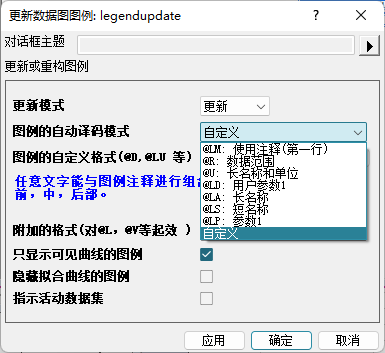 更新数据图图例: legendupdate
? ×
对话框主题
更新或重构图例
更新模式 更新
图例的自动译码模式 自定义
@LM: 使用注释(第一行)
@R: 数据范围
@U: 长名称和单位
@LD: 用户参数1
@LA: 长名称
@LS: 短名称
@LP: 参数1
自定义
图例的自定义格式(@D,@LU 等)
任意文字能与图例注释进行组
前，中，后部。
附加的格式(对@L, @V等起效 )
只显示可见曲线的图例
隐藏拟合曲线的图例
指示活动数据集
应用 确定 取消